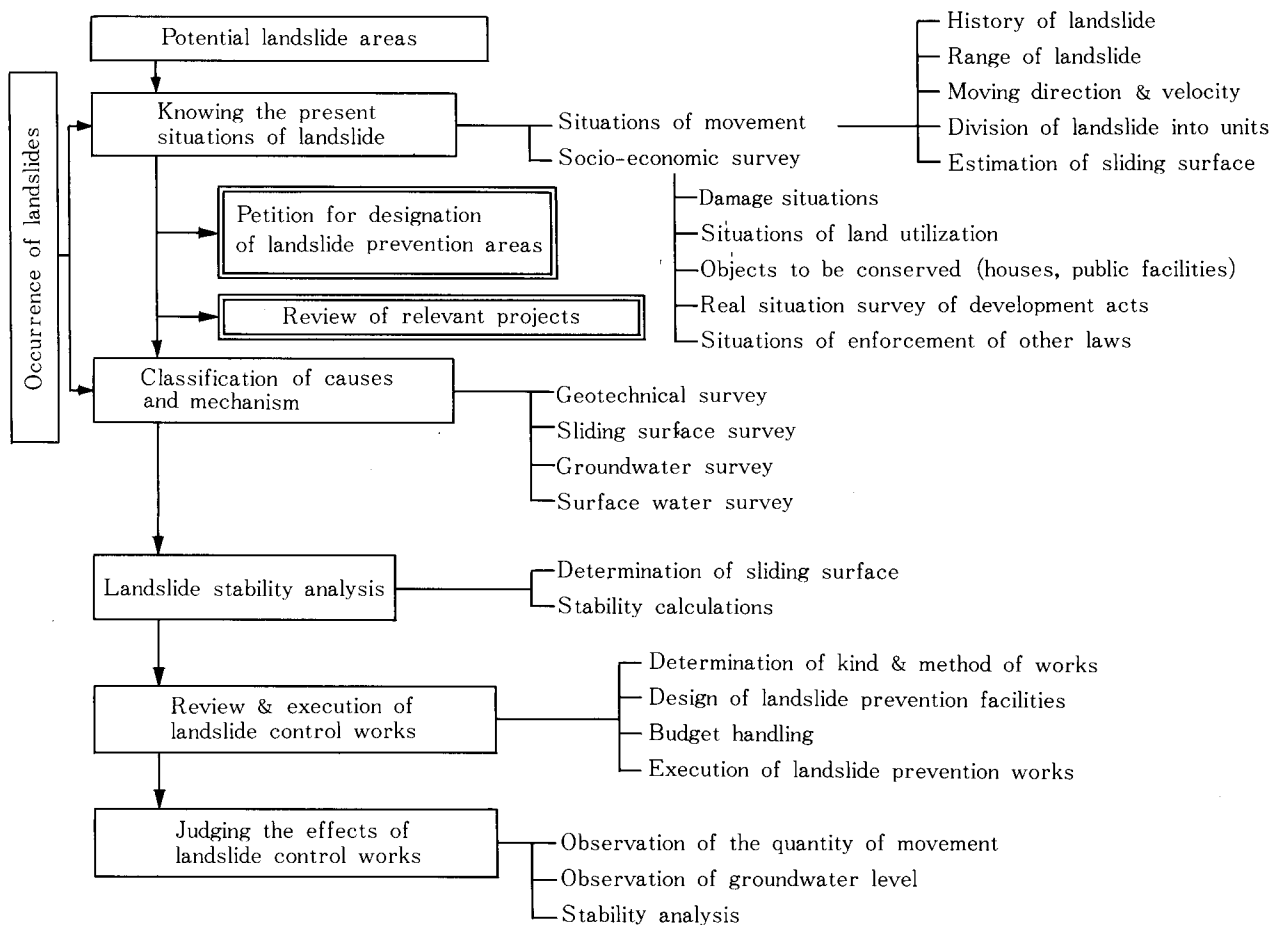 Potential landslide areas
Occurrence of landslides
Knowing the present
situations of landslide
Situations of movement
Socio-economic survey
History of landslide
Range of landslide
Moving direction & velocity
Division of landslide into units
Estimation of sliding surface
Damage situations
Situations of land utilization
Objects to be conserved (houses, public facilities)
Real situation survey of development acts
Situations of enforcement of other laws
Petition for designation
of landslide prevention areas
Review of relevant projects
Classification of causes
and mechanism
Geotechnical survey
Sliding surface survey
Groundwater survey
Surface water survey
Landslide stability analysis
Determination of sliding surface
Stability calculations
Review & execution of
landslide control works
Determination of kind & method of works
Design of landslide prevention facilities
Budget handling
Execution of landslide prevention works
Judging the effects of
landslide control works
Observation of the quantity of movement
Observation of groundwater level
Stability analysis